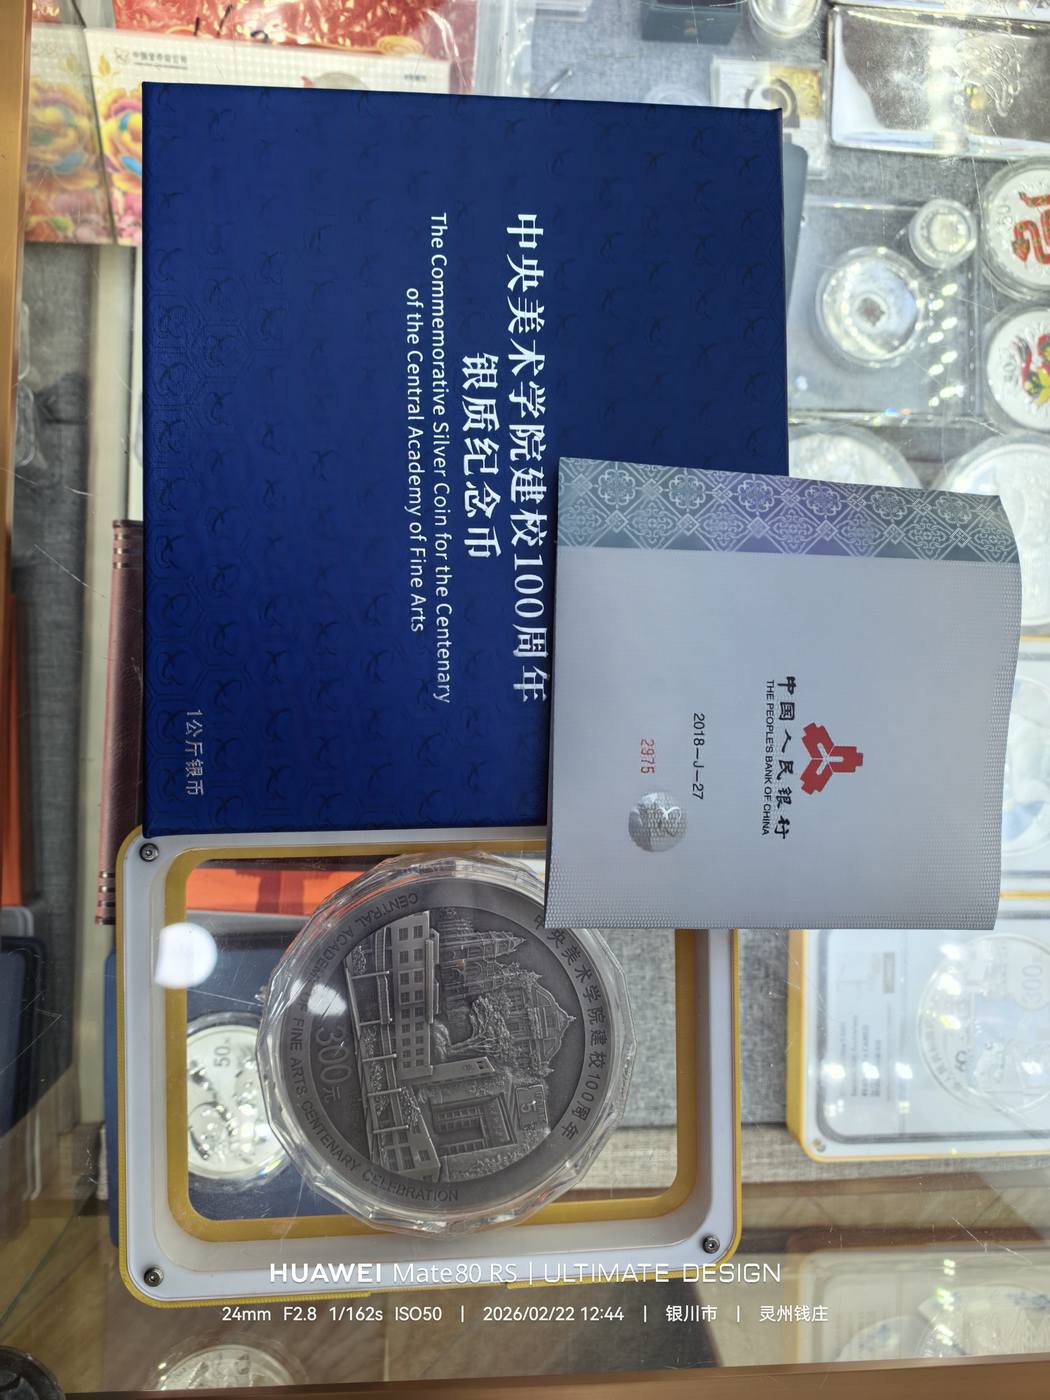 中央美术学院建校100周年
银质纪念币
The Commemorative Silver Coin for the Centenary
of the Central Academy of Fine Arts
1公斤银币
中国人民银行
THE PEOPLE'S BANK OF CHINA
2018—J—27
2975
中央美术学院建校100周年
300元
FINE ARTS CENTENARY CELEBRATION
50元
HUAWEI Mate80 RS | ULTIMATE DESIGN
24mm F2.8 1/162s ISO50 | 2026/02/22 12:44 | 银川市 | 灵州钱庄